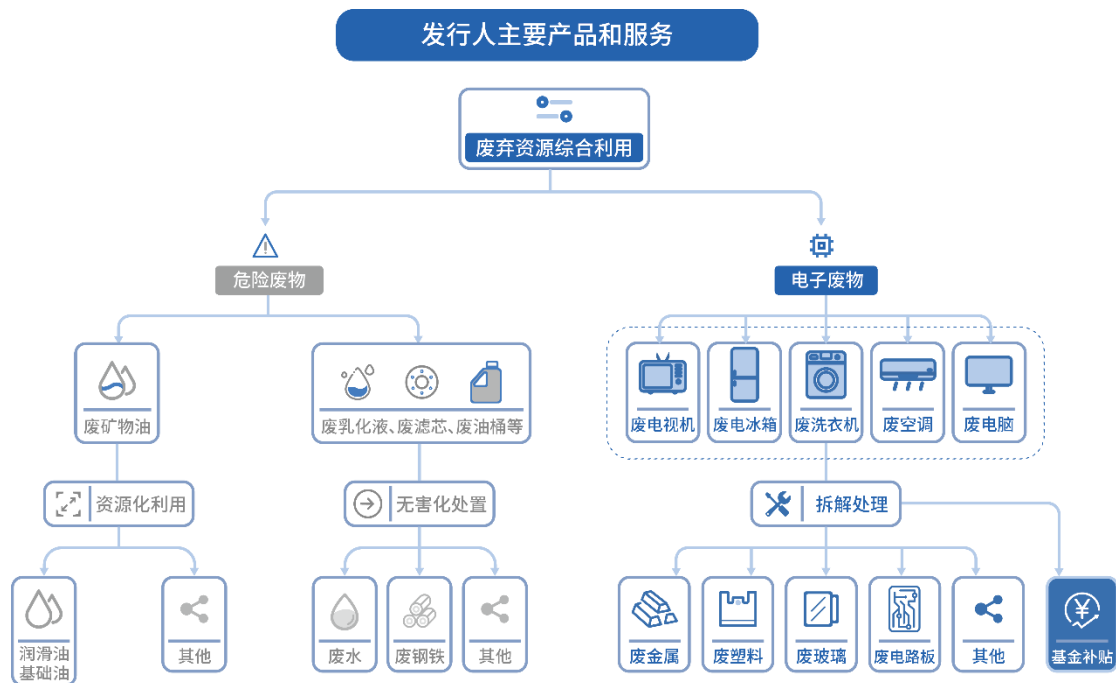 发行人主要产品和服务
废弃资源综合利用
危险废物
电子废物
废矿物油
废乳化液、废滤芯、废油桶等
废电视机
废电冰箱
废洗衣机
废空调
废电脑
资源化利用
无害化处置
拆解处理
润滑油
基础油
其他
废水
废钢铁
其他
废金属
废塑料
废玻璃
废电路板
其他
基金补贴